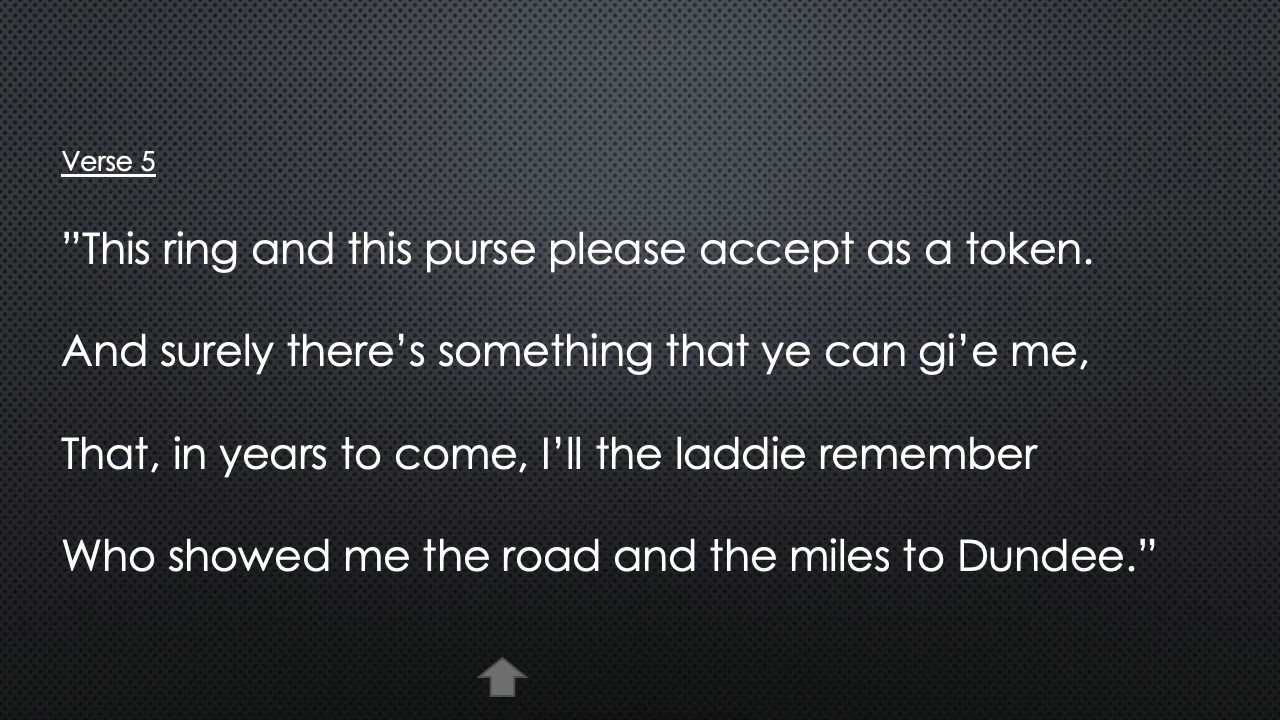 Verse 5
”This ring and this purse please accept as a token.
And surely there’s something that ye can gi’e me,
That, in years to come, I’ll the laddie remember
Who showed me the road and the miles to Dundee.”